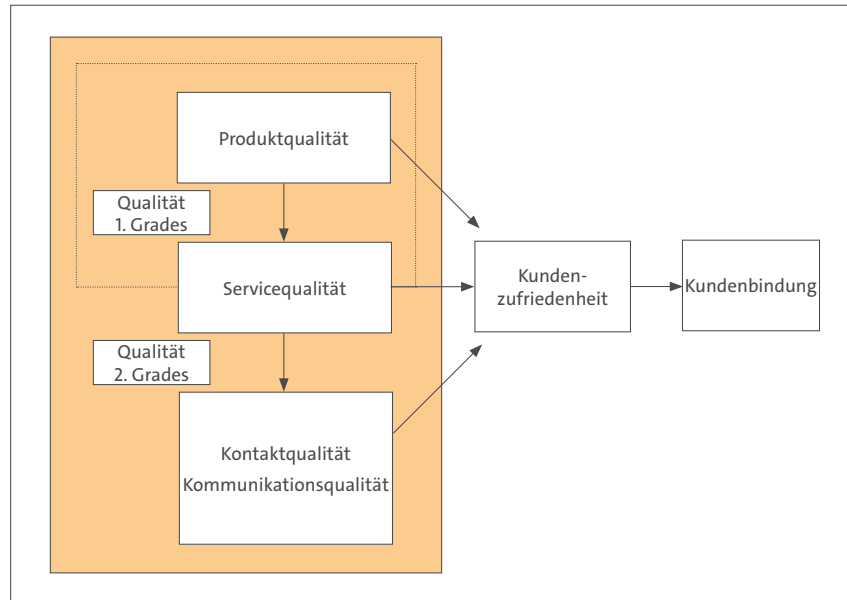 Produktqualität
Qualität
1. Grades
Servicequalität
Kunden-
zufriedenheit
Kundenbindung
Qualität
2. Grades
Kontaktqualität
Kommunikationsqualität